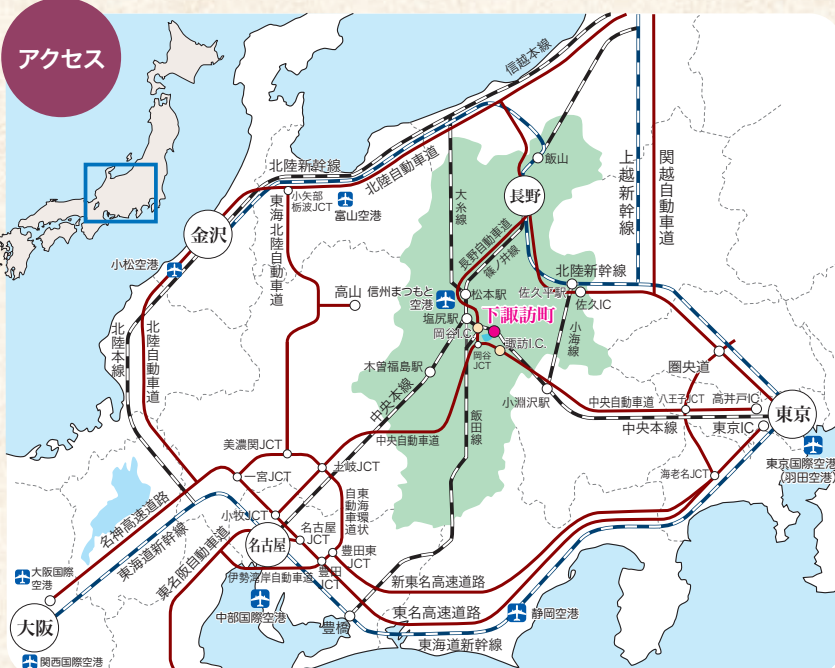 アクセス
信越本線
飯山
長野
上越新幹線
関越自動車道
北陸新幹線
北陸自動車道
小矢部
砺波JCT
富山空港
東海北陸自動車道
大糸線
長野自動車道
篠ノ井線
金沢
小松空港
北陸本線
北陸自動車道
高山
信州まつもと
空港
松本駅
塩尻駅
岡谷I.C.
下諏訪町
諏訪I.C.
岡谷
JCT
北陸新幹線
佐久平駅
佐久IC
小海線
木曽福島駅
中央本線
中央自動車道
飯田線
小淵沢駅
中央自動車道
八王子JCT
高井戸IC
圏央道
東京
中央本線
東京IC
東京国際空港
(羽田空港)
海老名JCT
美濃関JCT
一宮JCT
土岐JCT
東海環状
自動車道
小牧JCT
名古屋
名古屋
JCT
豊田東
JCT
豊田
JCT
名神高速道路
東海道新幹線
東名阪自動車道
伊勢湾岸自動車道
新東名高速道路
東名高速道路
東海道新幹線
静岡空港
中部国際空港
豊橋
大阪国際
空港
大阪
関西国際空港